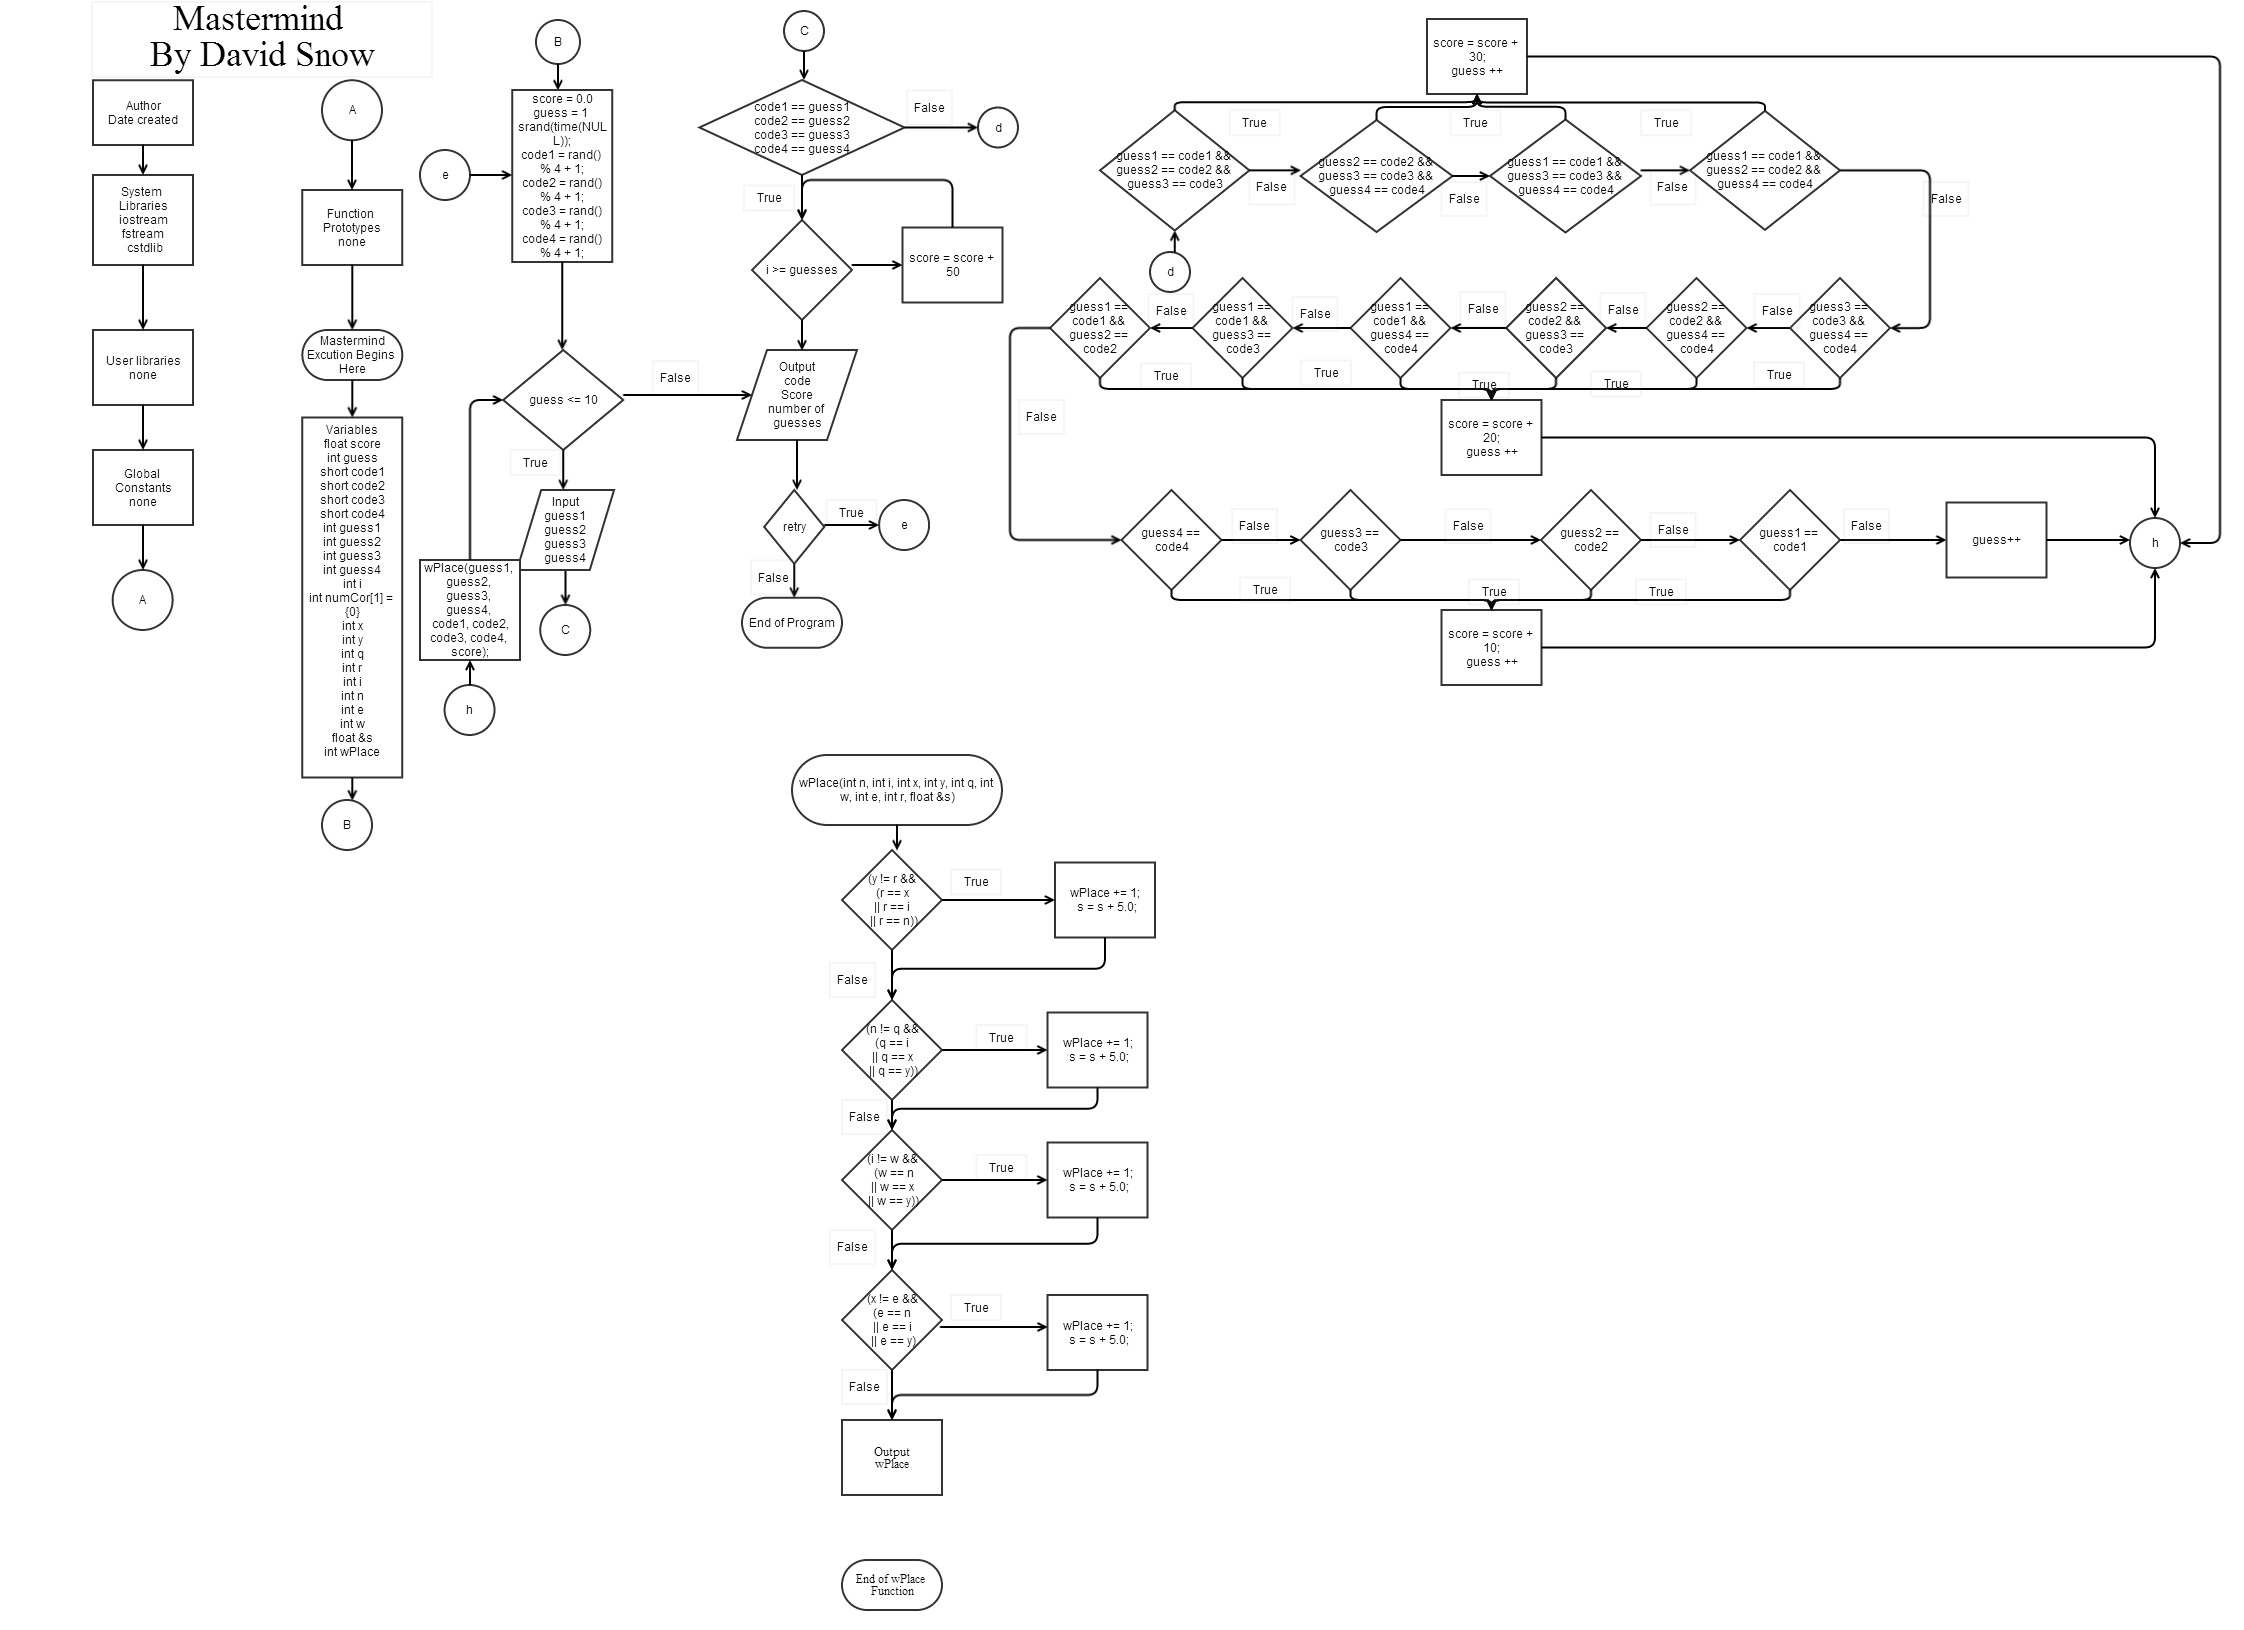 Mastermind
By David Snow
Author
Date created
System
Libraries
iostream
fstream
cstdlib
User libraries
none
Global
Constants
none
A
A
Function
Prototypes
none
Mastermind
Excution Begins
Here
Variables
float score
int guess
short code1
short code2
short code3
short code4
int guess1
int guess2
int guess3
int guess4
int i
int numCor[1] =
{0}
int x
int y
int q
int r
int i
int n
int e
int w
float &s
int wPlace
B
B
e
score = 0.0
guess = 1
srand(time(NUL
L));
code1 = rand()
% 4 + 1;
code2 = rand()
% 4 + 1;
code3 = rand()
% 4 + 1;
code4 = rand()
% 4 + 1;
guess <= 10
False
True
Input
guess1
guess2
guess3
guess4
C
wPlace(guess1,
guess2,
guess3,
guess4,
code1, code2,
code3, code4,
score);
h
C
code1 == guess1
code2 == guess2
code3 == guess3
code4 == guess4
False
d
True
i >= guesses
score = score +
50
Output
code
Score
number of
guesses
retry
True
e
False
End of Program
score = score +
30;
guess ++
True
True
True
guess1 == code1 &&
guess2 == code2 &&
guess3 == code3
False
guess2 == code2 &&
guess3 == code3 &&
guess4 == code4
False
guess1 == code1 &&
guess3 == code3 &&
guess4 == code4
False
guess1 == code1 &&
guess2 == code2 &&
guess4 == code4
False
d
guess1 ==
code1 &&
guess2 ==
code2
False
guess1 ==
code1 &&
guess3 ==
code3
False
guess1 ==
code1 &&
guess4 ==
code4
False
guess2 ==
code2 &&
guess3 ==
code3
False
guess2 ==
code2 &&
guess4 ==
code4
False
guess3 ==
code3 &&
guess4 ==
code4
True
True
True
True
True
False
score = score +
20;
guess ++
guess4 ==
code4
False
guess3 ==
code3
False
guess2 ==
code2
False
guess1 ==
code1
False
guess++
h
True
True
True
score = score +
10;
guess ++
wPlace(int n, int i, int x, int y, int q, int
w, int e, int r, float &s)
(y != r &&
(r == x
|| r == i
|| r == n))
True
wPlace += 1;
s = s + 5.0;
False
(n != q &&
(q == i
|| q == x
|| q == y))
True
wPlace += 1;
s = s + 5.0;
False
(i != w &&
(w == n
|| w == x
|| w == y))
True
wPlace += 1;
s = s + 5.0;
False
(x != e &&
(e == n
|| e == i
|| e == y)
True
wPlace += 1;
s = s + 5.0;
False
Output
wPlace
End of wPlace
Function